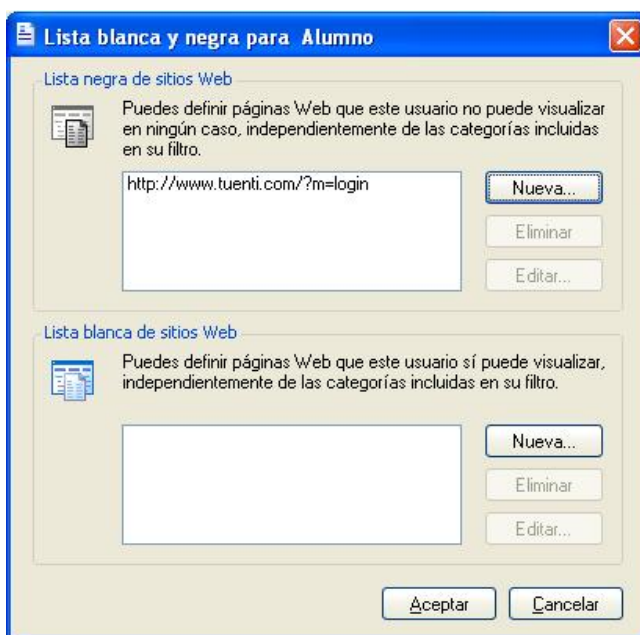 Lista blanca y negra para Alumno
Lista negra de sitios Web
Puedes definir páginas Web que este usuario no puede visualizar
en ningún caso, independientemente de las categorías incluidas
en su filtro.
http://www.tuenti.com/?m=login
Nueva...
Eliminar
Editar...
Lista blanca de sitios Web
Puedes definir páginas Web que este usuario sí puede visualizar,
independientemente de las categorías incluidas en su filtro.
Nueva...
Eliminar
Editar...
Aceptar
Cancelar